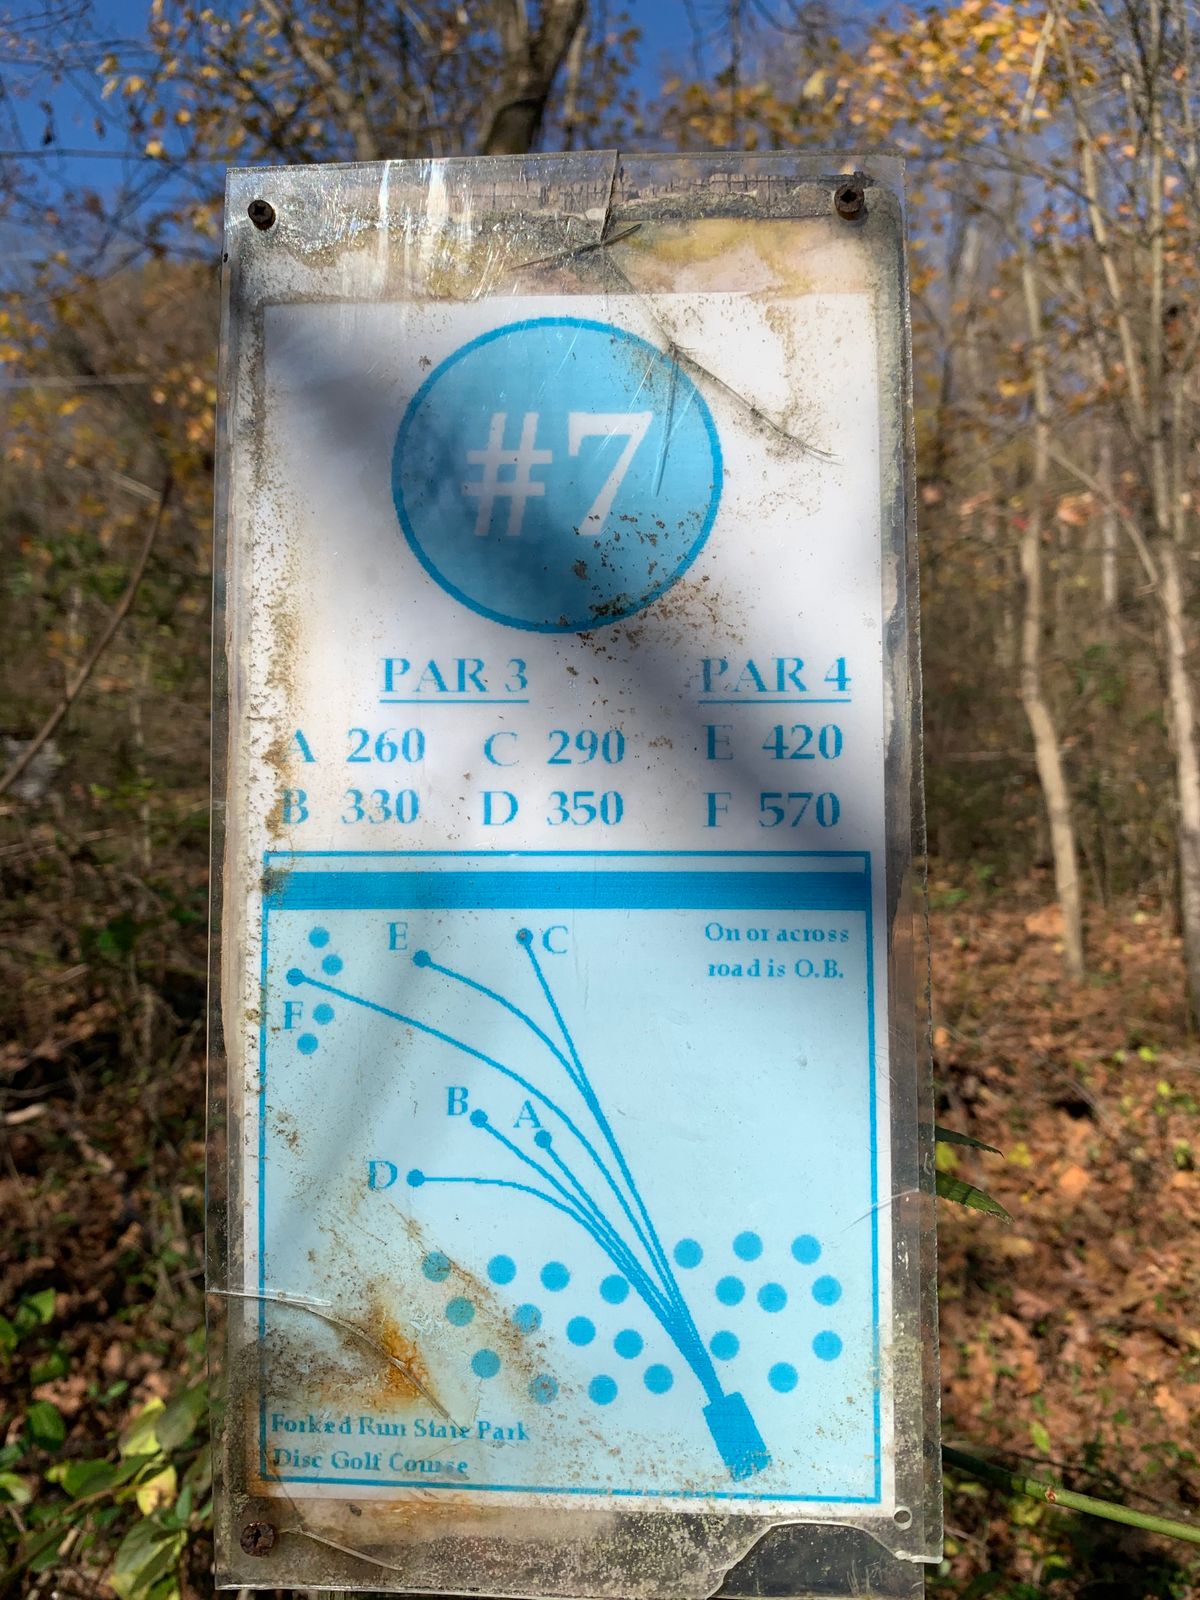 #7
PAR 3 PAR 4
A 260 C 290 E 420
B 330 D 350 F 570
On or across
road is O.B.
E
C
F
B
A
D
Forked Run State Park
Disc Golf Course